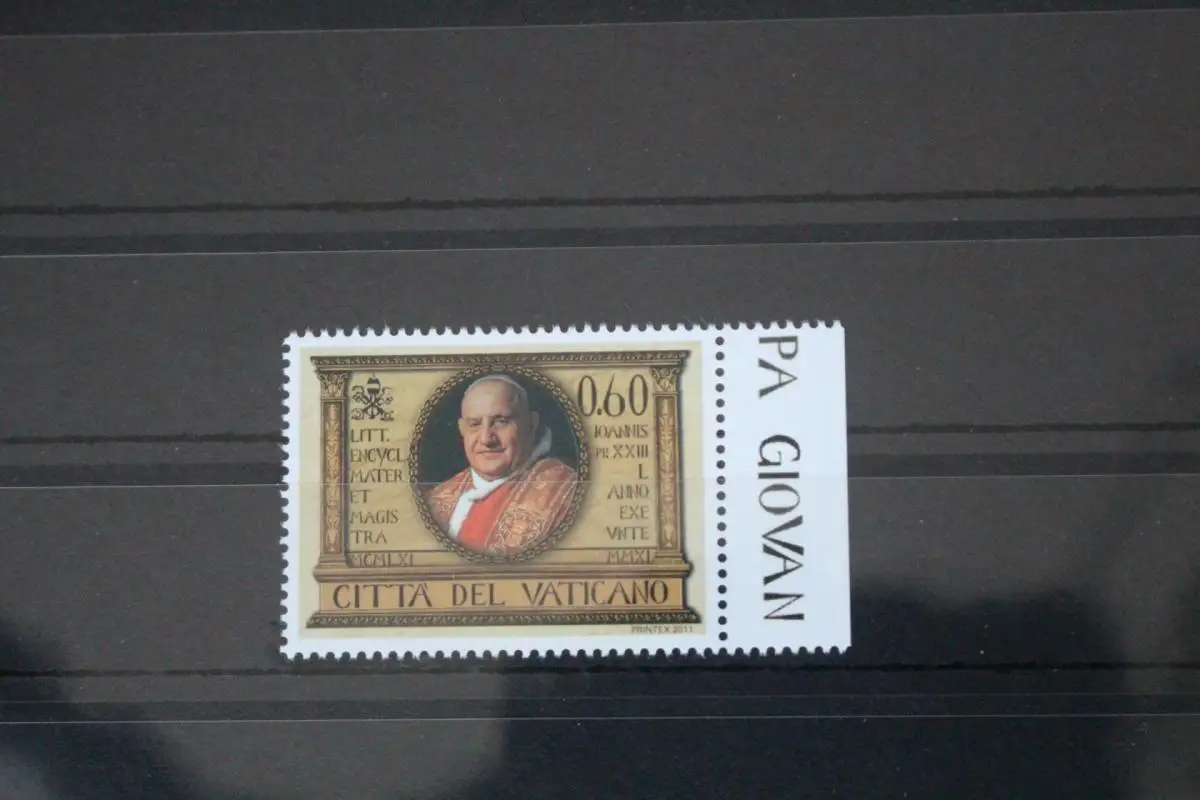 0.60
LITT.
ENCYCL
MATER
ET
MAGIS
TRA
MCMLXI
IOANNIS
PP. XXIII
L
ANNO
EXE
VNTE
MMXI
CITTÀ DEL VATICANO
PRINTEX 2011
PA GIOVAN